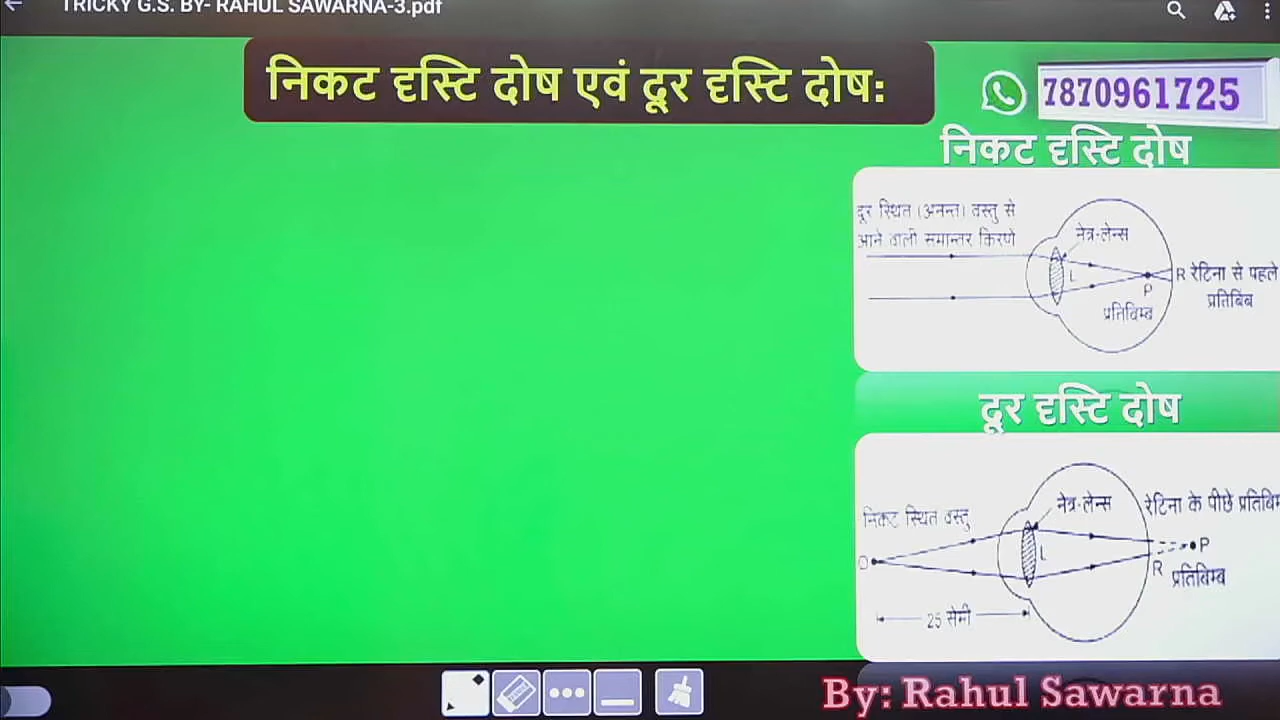 TRICKY G.S. BY- RAHUL SAWARNA-3.pdf
निकट दृस्टि दोष एवं दूर दृस्टि दोष:
7870961725
निकट दृस्टि दोष
दूर स्थित (अनन्त) वस्तु से
आने वाली समान्तर किरणे
नेत्र-लेन्स
L
P
R रेटिना से पहले
प्रतिबिंब
प्रतिविम्ब
दूर दृस्टि दोष
निकट स्थित वस्तु
नेत्र-लेन्स
रेटिना के पीछे
O
L
P
R
प्रतिविम्ब
25 सेमी
By: Rahul Sawarna